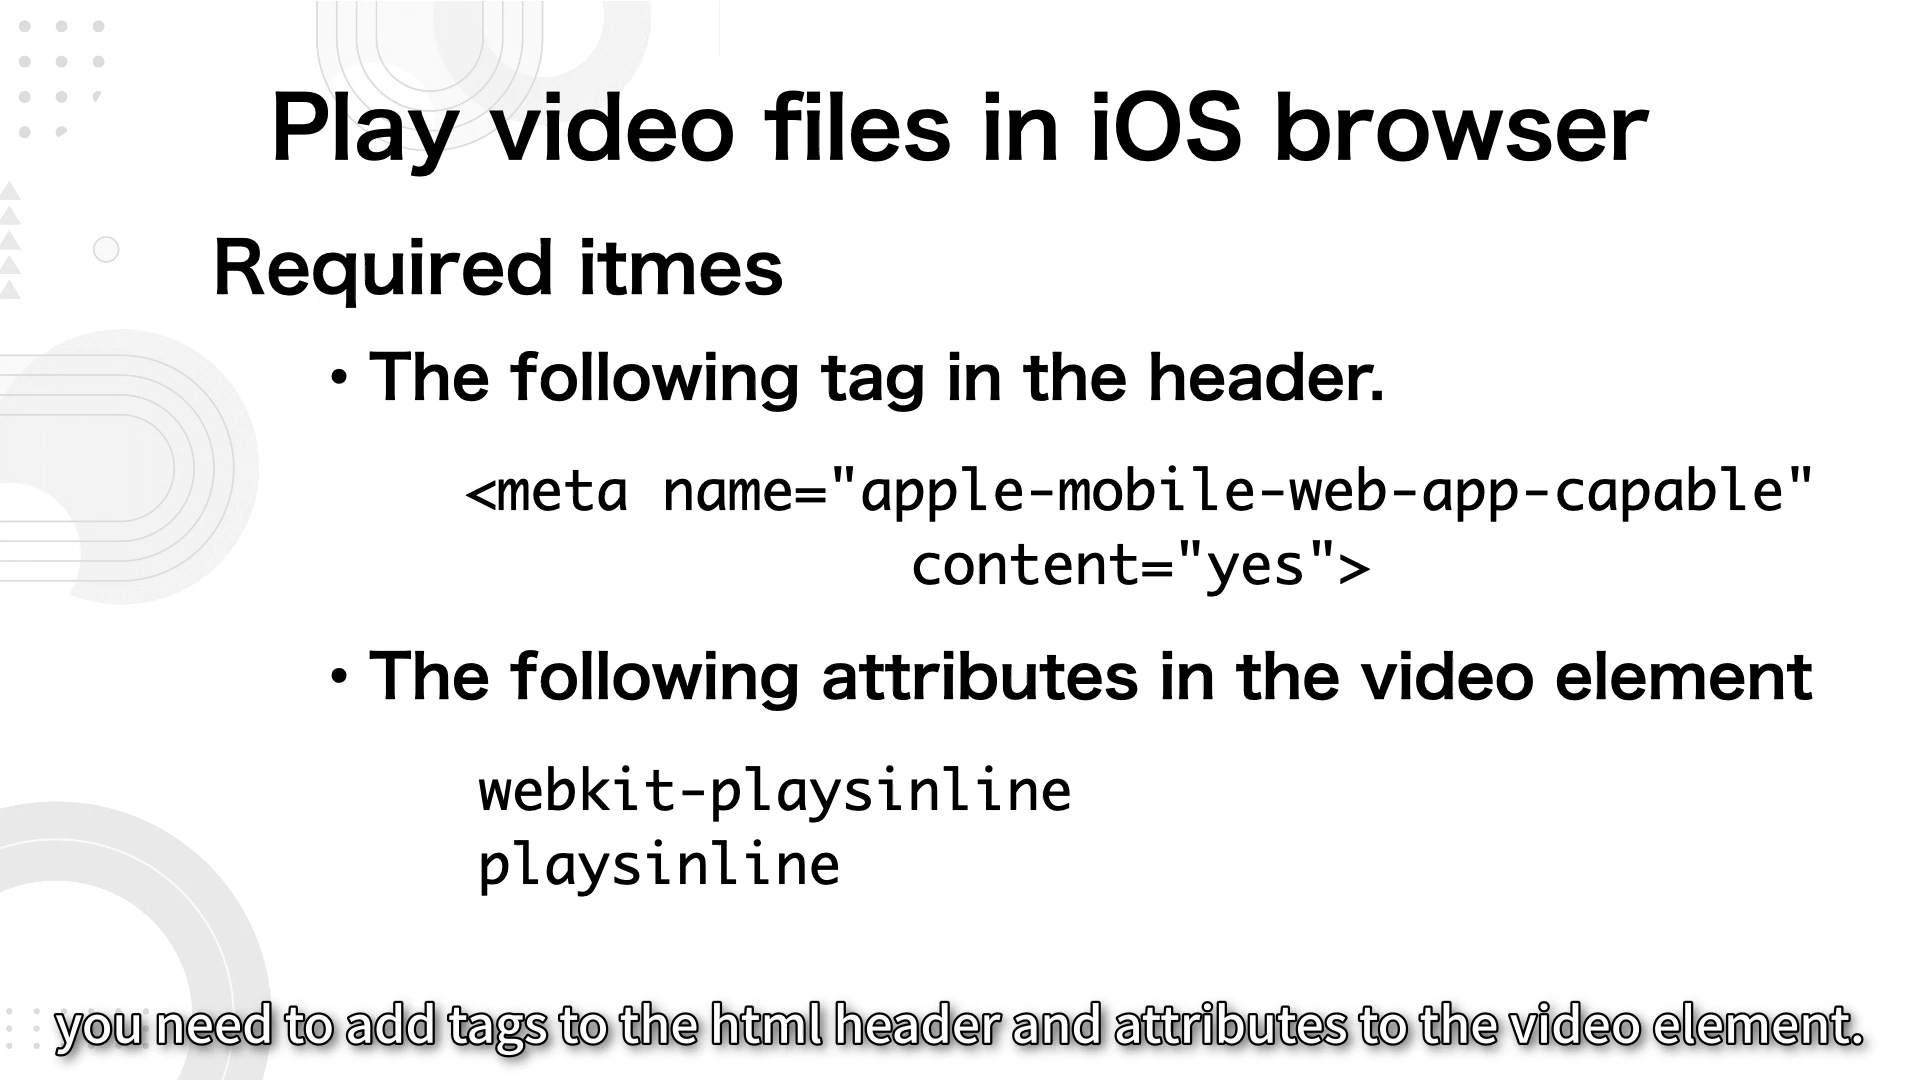 Play video files in iOS browser
Required itmes
・The following tag in the header.
<meta name="apple-mobile-web-app-capable"
content="yes">
・The following attributes in the video element
webkit-playsinline
playsinline
you need to add tags to the html header and attributes to the video element.